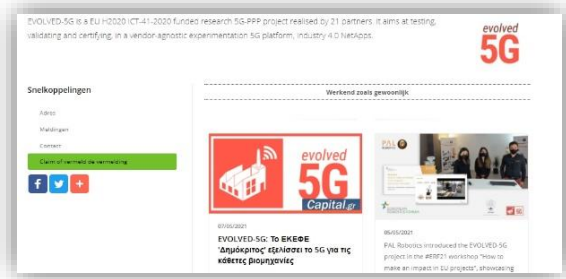 EVOLVED-5G is a EU H2020 ICT-41-2020 funded research 5G-PPP project realised by 21 partners. It aims at testing,
validating and certifying, in a vendor-agnostic experimentation 5G platform, industry 4.0 NetApps.
evolved
5G
Snelkoppelingen
Adres
Meldingen
Contact
Claim of vermeld de vermelding
Werkend zoals gewoonlijk
evolved
5G
Capital.gr
07/05/2021
EVOLVED-5G: Το ΕΚΕΦΕ
'Δημόκριτος' εξελίσσει το 5G για τις
κάθετες βιομηχανίες
PAL
ROBOTICS
05/05/2021
PAL Robotics introduced the EVOLVED-5G
project in the #ERF21 workshop "How to
make an impact in EU projects", showcasing